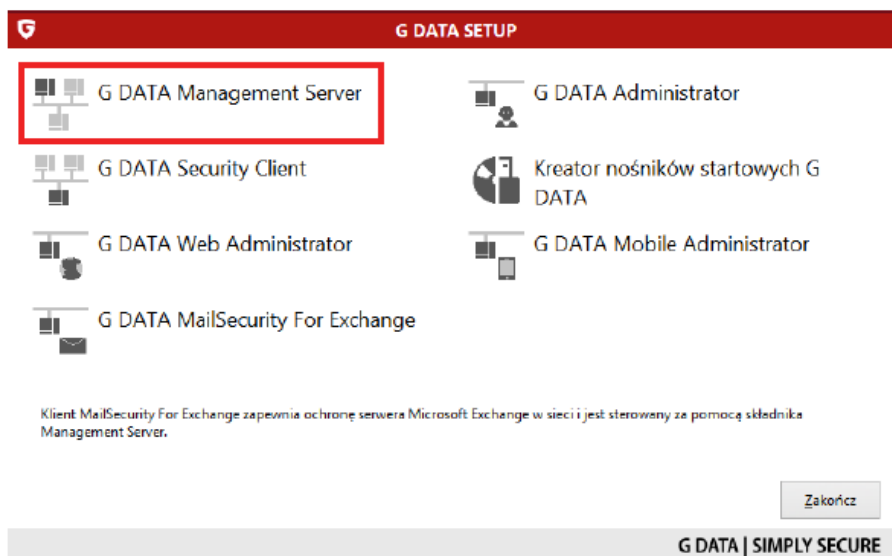 G DATA SETUP
G DATA Management Server
G DATA Administrator
G DATA Security Client
Kreator nośników startowych G
DATA
G DATA Web Administrator
G DATA Mobile Administrator
G DATA MailSecurity For Exchange
Klient MailSecurity For Exchange zapewnia ochronę serwera Microsoft Exchange w sieci i jest sterowany za pomocą składnika
Management Server.
Zakończ
G DATA | SIMPLY SECURE